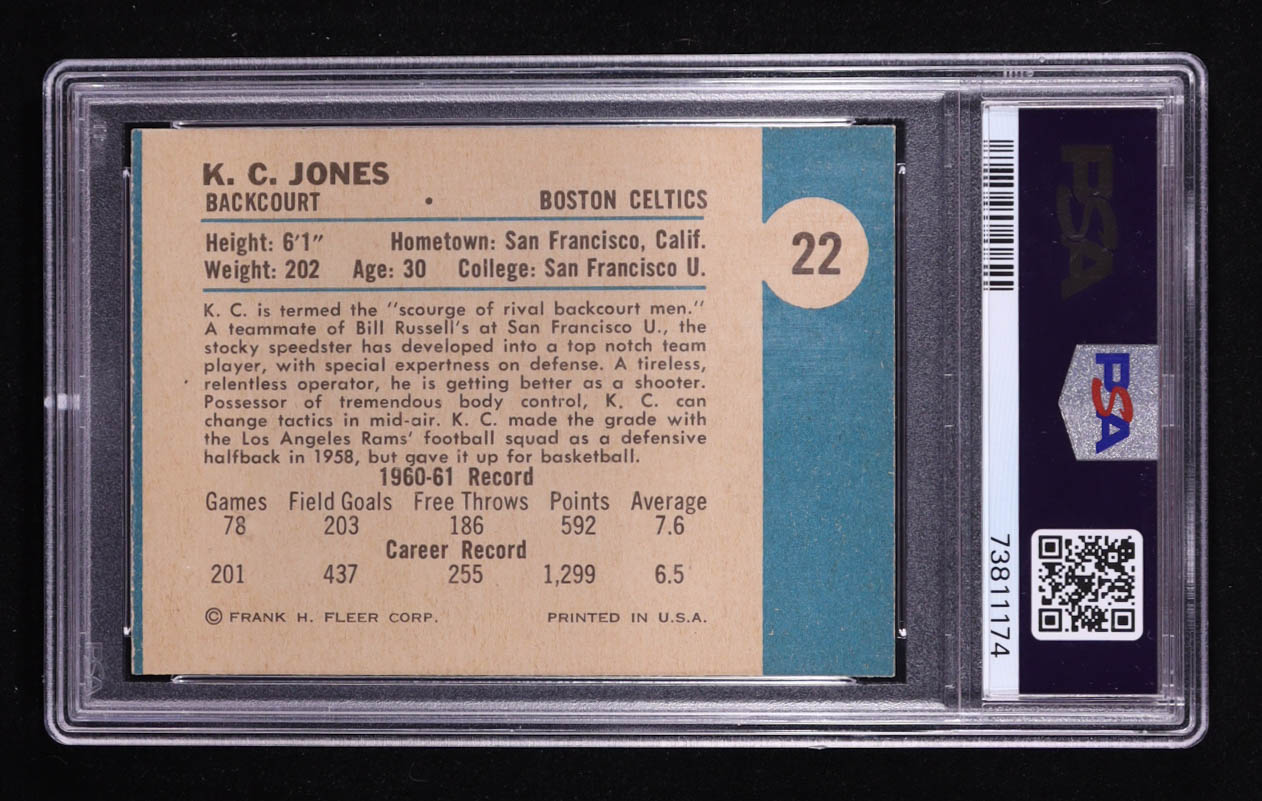 K. C. JONES
BACKCOURT • BOSTON CELTICS
Height: 6'1" Hometown: San Francisco, Calif.
Weight: 202 Age: 30 College: San Francisco U.
22
K. C. is termed the "scourge of rival backcourt men."
A teammate of Bill Russell's at San Francisco U., the
stocky speedster has developed into a top notch team
player, with special expertness on defense. A tireless,
relentless operator, he is getting better as a shooter.
Possessor of tremendous body control, K. C. can
change tactics in mid-air. K. C. made the grade with
the Los Angeles Rams' football squad as a defensive
halfback in 1958, but gave it up for basketball.
1960-61 Record
Games Field Goals Free Throws Points Average
78 203 186 592 7.6
Career Record
201 437 255 1,299 6.5
© FRANK H. FLEER CORP. PRINTED IN U.S.A.
PSA
PSA
73811174
PSA